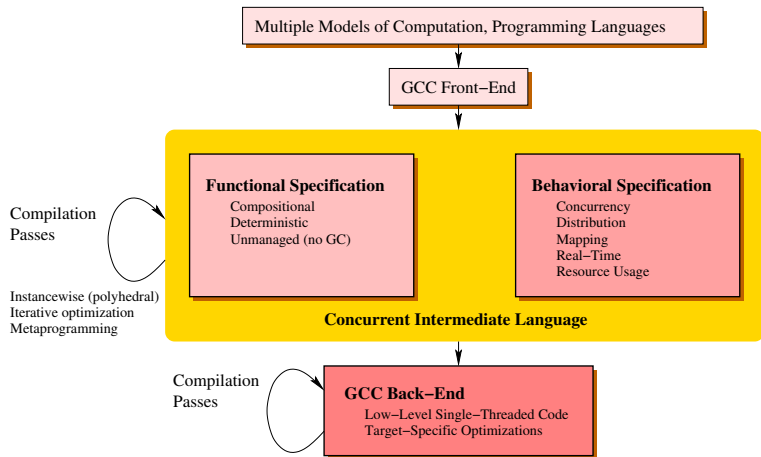 Multiple Models of Computation, Programming Languages
GCC Front−End
Functional Specification
Compositional
Deterministic
Unmanaged (no GC)
Behavioral Specification
Concurrency
Distribution
Mapping
Real−Time
Resource Usage
Compilation
Passes
Instancewise (polyhedral)
Iterative optimization
Metaprogramming
Concurrent Intermediate Language
Compilation
Passes
GCC Back−End
Low−Level Single−Threaded Code
Target−Specific Optimizations